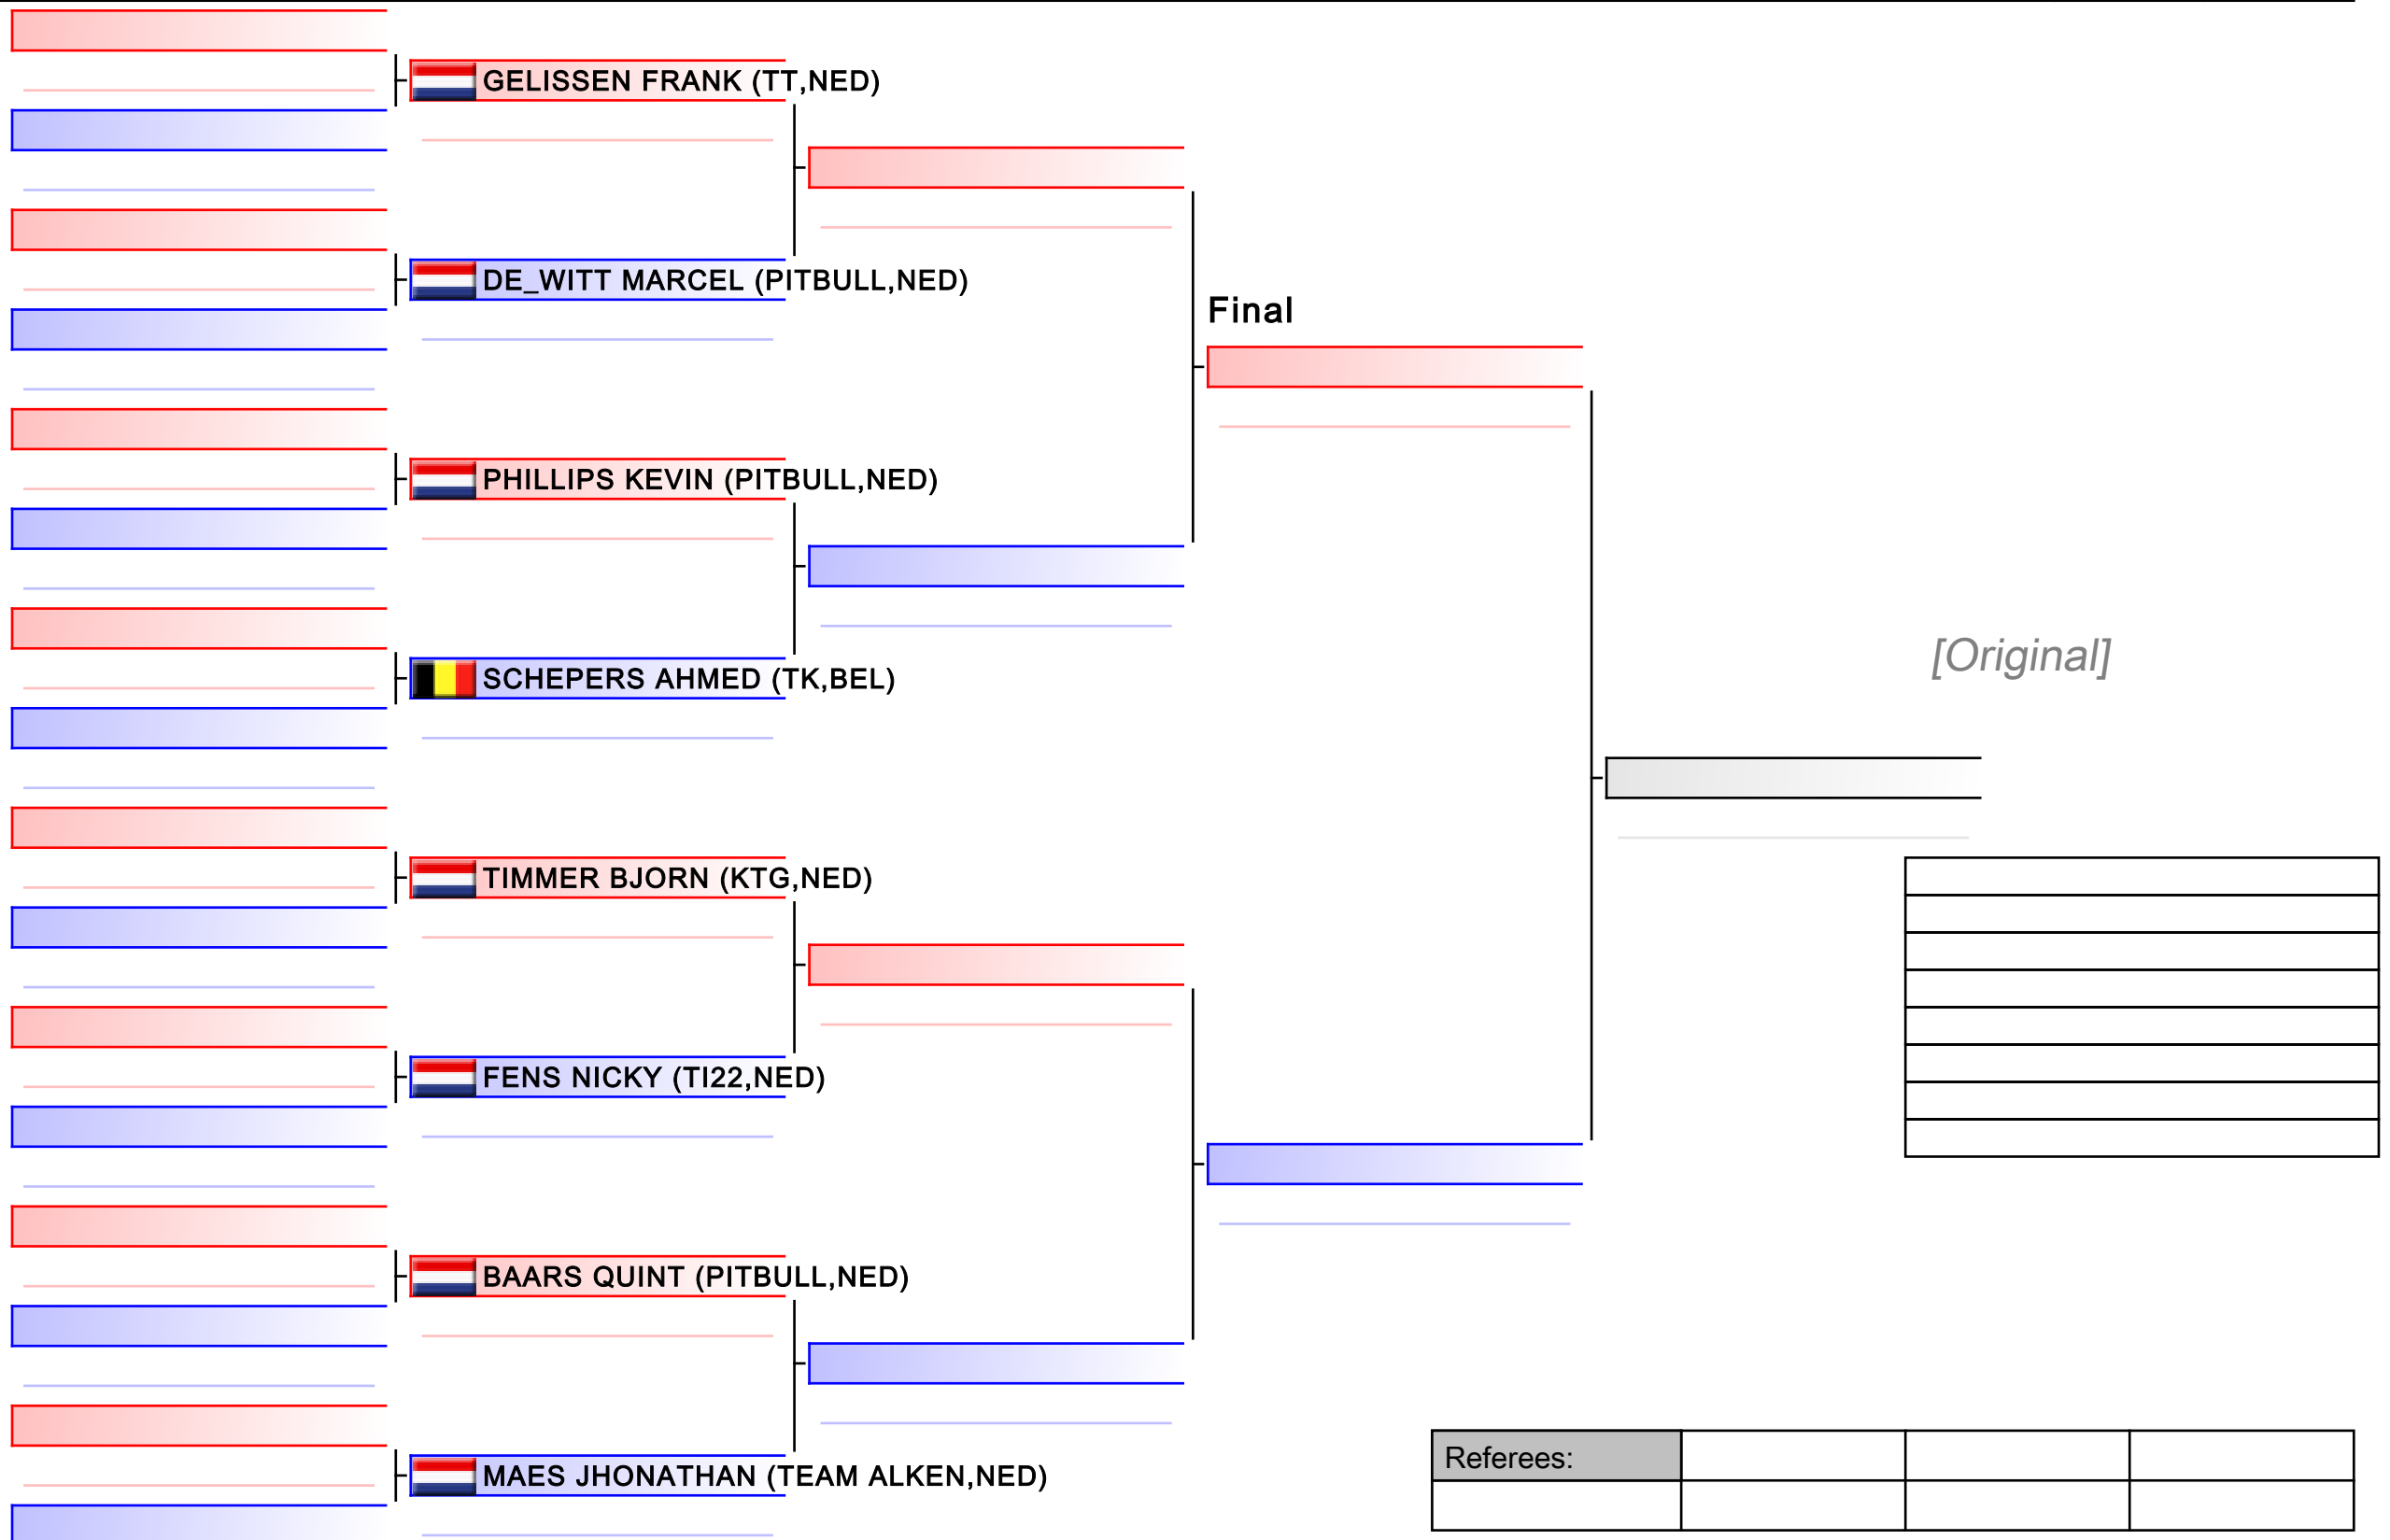 GELISSEN FRANK (TT,NED)
DE_WITT MARCEL (PITBULL,NED)
Final
PHILLIPS KEVIN (PITBULL,NED)
[Original]
SCHEPERS AHMED (TK,BEL)
TIMMER BJORN (KTG,NED)
FENS NICKY (TI22,NED)
BAARS QUINT (PITBULL,NED)
Referees:
MAES JHONATHAN (TEAM ALKEN,NED)